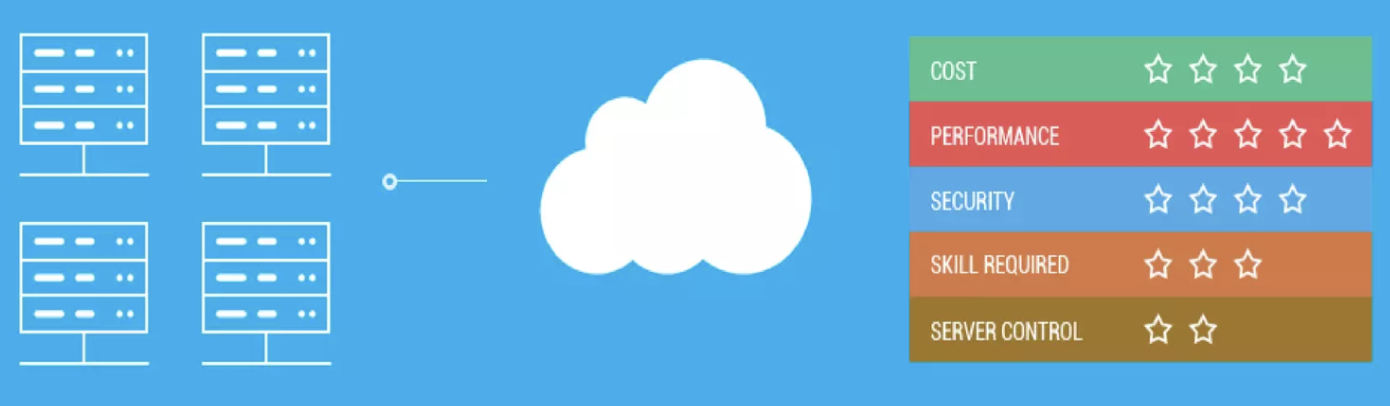 COST
PERFORMANCE
SECURITY
SKILL REQUIRED
SERVER CONTROL